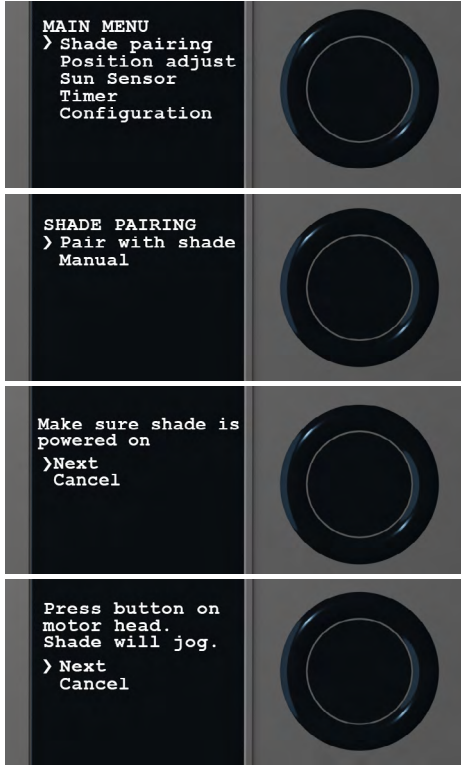 MAIN MENU
❯ Shade pairing
Position adjust
Sun Sensor
Timer
Configuration
SHADE PAIRING
❯ Pair with shade
Manual
Make sure shade is
powered on
❯Next
Cancel
Press button on
motor head.
Shade will jog.
❯ Next
Cancel